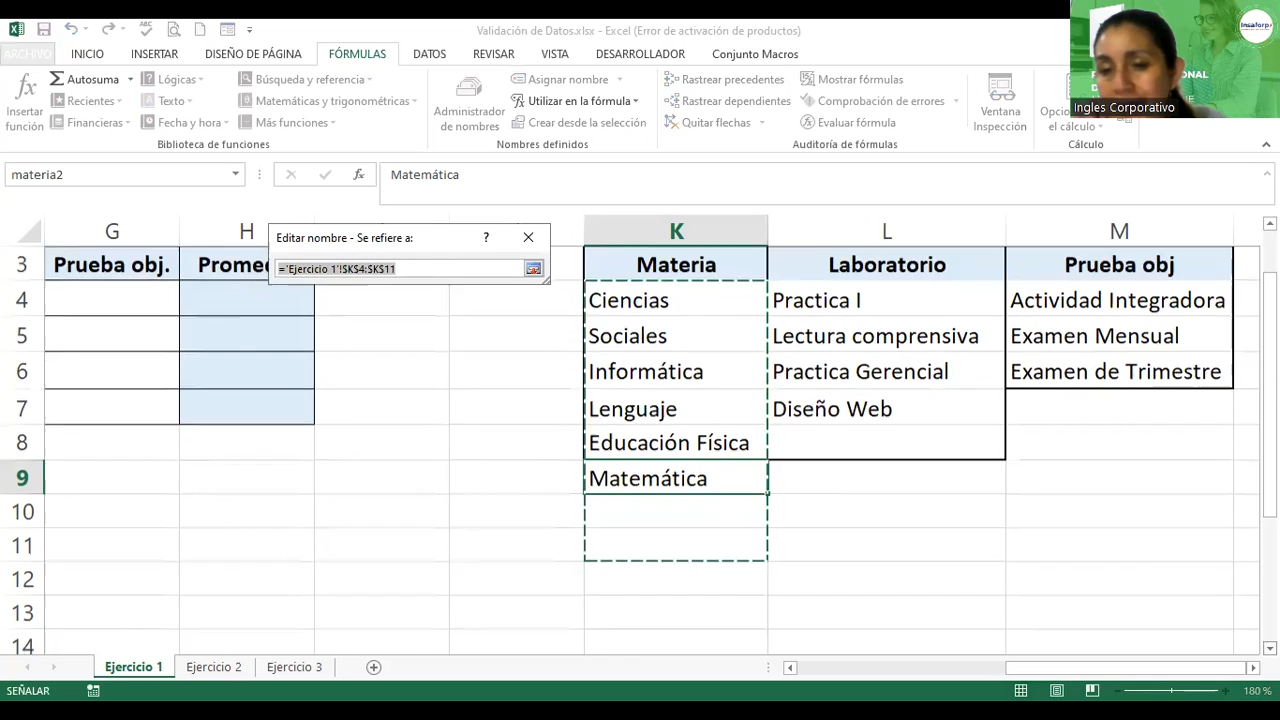 Validación de Datos.xlsx - Excel (Error de activación de productos)
ARCHIVO INICIO INSERTAR DISEÑO DE PÁGINA FÓRMULAS DATOS REVISAR VISTA DESARROLLADOR Conjunto Macros
Insertar función
Autosuma
Recientes
Financieras
Lógicas
Texto
Fecha y hora
Búsqueda y referencia
Matemáticas y trigonométricas
Más funciones
Biblioteca de funciones
Administrador de nombres
Asignar nombre
Utilizar en la fórmula
Crear desde la selección
Nombres definidos
Rastrear precedentes
Rastrear dependientes
Quitar flechas
Mostrar fórmulas
Comprobación de errores
Evaluar fórmula
Auditoría de fórmulas
Ventana Inspección
el cálculo
Cálculo
Insaforp
Ingles Corporativo
materia2
fx
Matemática
G H K L M
Editar nombre - Se refiere a: ?
='Ejercicio 1'!$K$4:$K$11
3 Prueba obj. Materia Laboratorio Prueba obj
4 Ciencias Practica I Actividad Integradora
5 Sociales Lectura comprensiva Examen Mensual
6 Informática Practica Gerencial Examen de Trimestre
7 Lenguaje Diseño Web
8 Educación Física
9 Matemática
10
11
12
13
14
Ejercicio 1 Ejercicio 2 Ejercicio 3
SEÑALAR
180 %